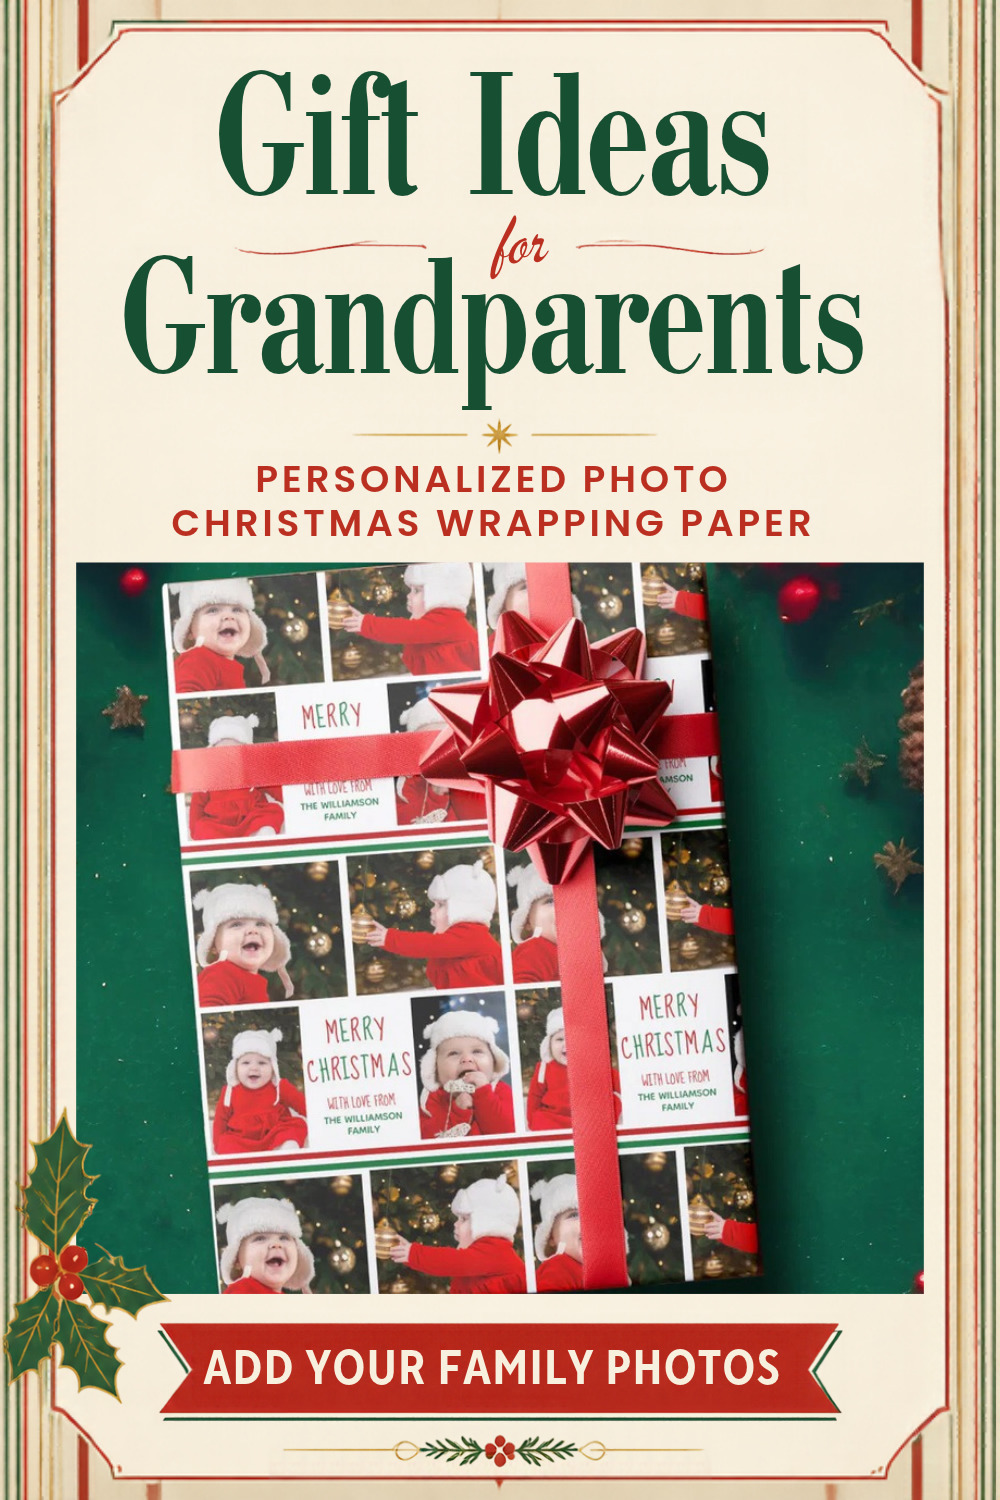 Gift Ideas
for
Grandparents
PERSONALIZED PHOTO
CHRISTMAS WRAPPING PAPER
MERRY
WITH LOVE FROM
THE WILLIAMSON
FAMILY
MERRY
CHRISTMAS
WITH LOVE FROM
THE WILLIAMSON
FAMILY
MERRY
CHRISTMAS
WITH LOVE FROM
THE WILLIAMSON
FAMILY
ADD YOUR FAMILY PHOTOS